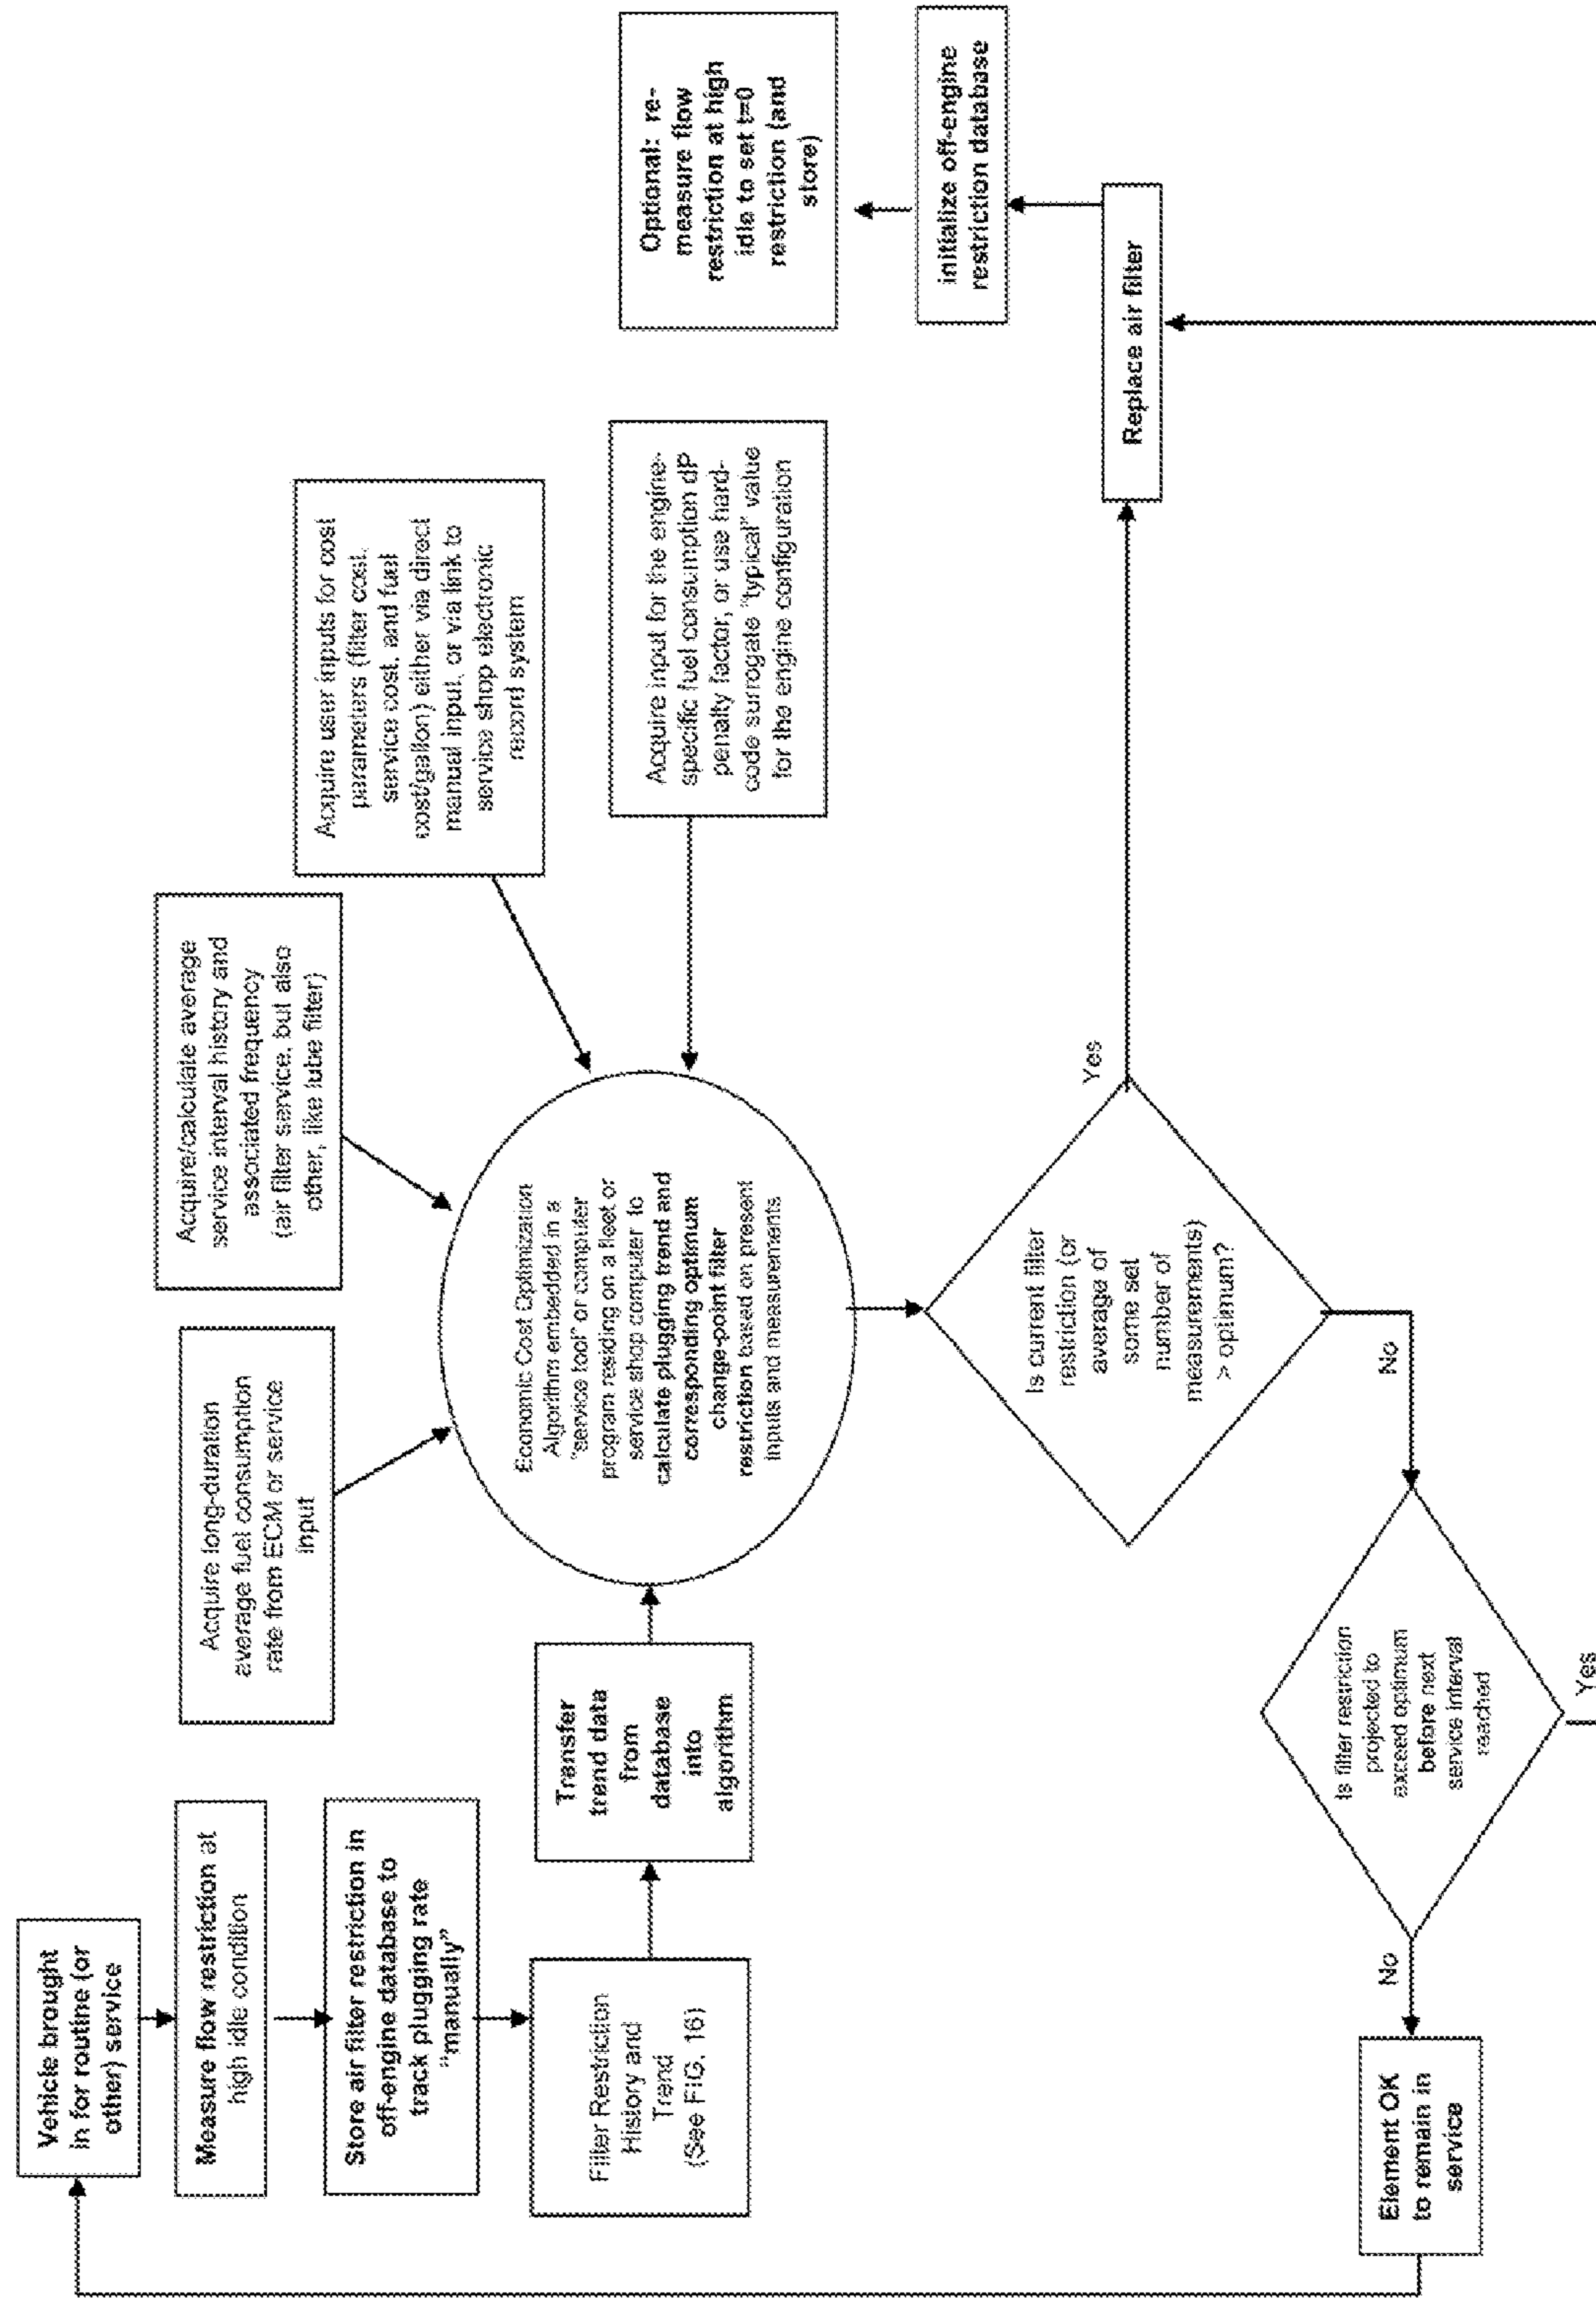 Vehicle brought
in for routine (or
other) service
Measure flow restriction at
high idle condition
Store air filter restriction in
off-engine database to
track plugging rate
"manually"
Filter Restriction
History and
Trend
(See FIG. 16)
Transfer
trend data
from
database
into
algorithm
Acquire long-duration
average fuel consumption
rate from ECM or service
input
Acquire/calculate average
service interval history and
associated frequency
(air filter service, but also
other, like lube filter)
Acquire user inputs for cost
parameters (filter cost,
service cost, and fuel
cost/gallon) either via direct
manual input, or via link to
service shop electronic
record system
Acquire input for the engine-
specific fuel consumption dP
penalty factor, or use hard-
code surrogate "typical" value
for the engine configuration
Economic Cost Optimization
Algorithm embedded in a
"service tool" or computer
program residing on a fleet or
service shop computer to
calculate plugging trend and
corresponding optimum
change-point filter
restriction based on present
inputs and measurements
Is current filter
restriction (or
average of
some set
number of
measurements)
> optimum?
Yes
No
Is filter restriction
projected to
exceed optimum
before next
service interval
reached
Yes
No
Element OK
to remain in
service
Replace air filter
initialize off-engine
restriction database
Optional: re-
measure flow
restriction at high
idle to set t=0
restriction (and
store)